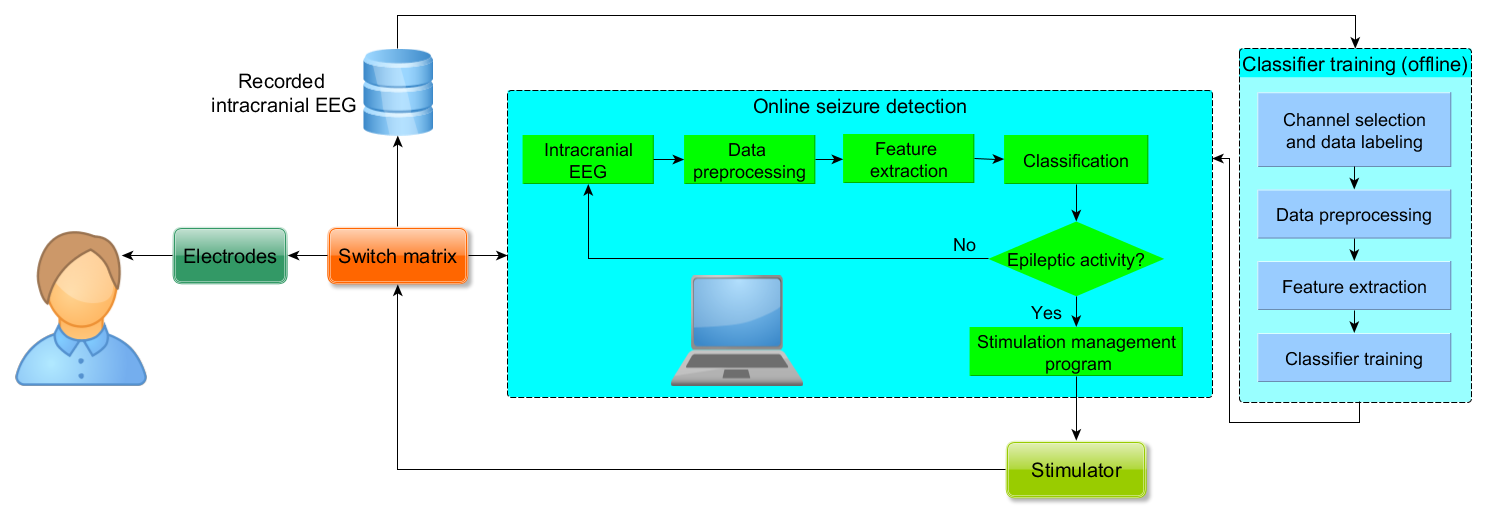 Recorded
intracranial EEG
Electrodes
Switch matrix
Online seizure detection
Intracranial
EEG
Data
preprocessing
Feature
extraction
Classification
No
Epileptic activity?
Yes
Stimulation management
program
Stimulator
Classifier training (offline)
Channel selection
and data labeling
Data preprocessing
Feature extraction
Classifier training